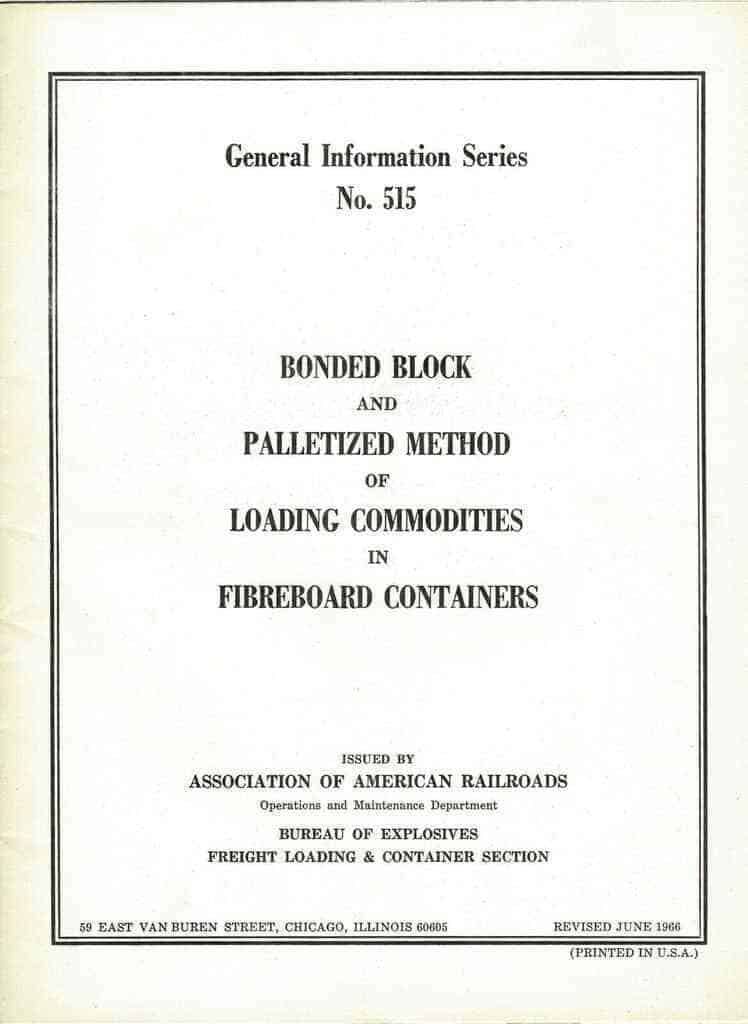 General Information Series
No. 515
BONDED BLOCK
AND
PALLETIZED METHOD
OF
LOADING COMMODITIES
IN
FIBREBOARD CONTAINERS
ISSUED BY
ASSOCIATION OF AMERICAN RAILROADS
Operations and Maintenance Department
BUREAU OF EXPLOSIVES
FREIGHT LOADING & CONTAINER SECTION
59 EAST VAN BUREN STREET, CHICAGO, ILLINOIS 60605 REVISED JUNE 1966
(PRINTED IN U.S.A.)